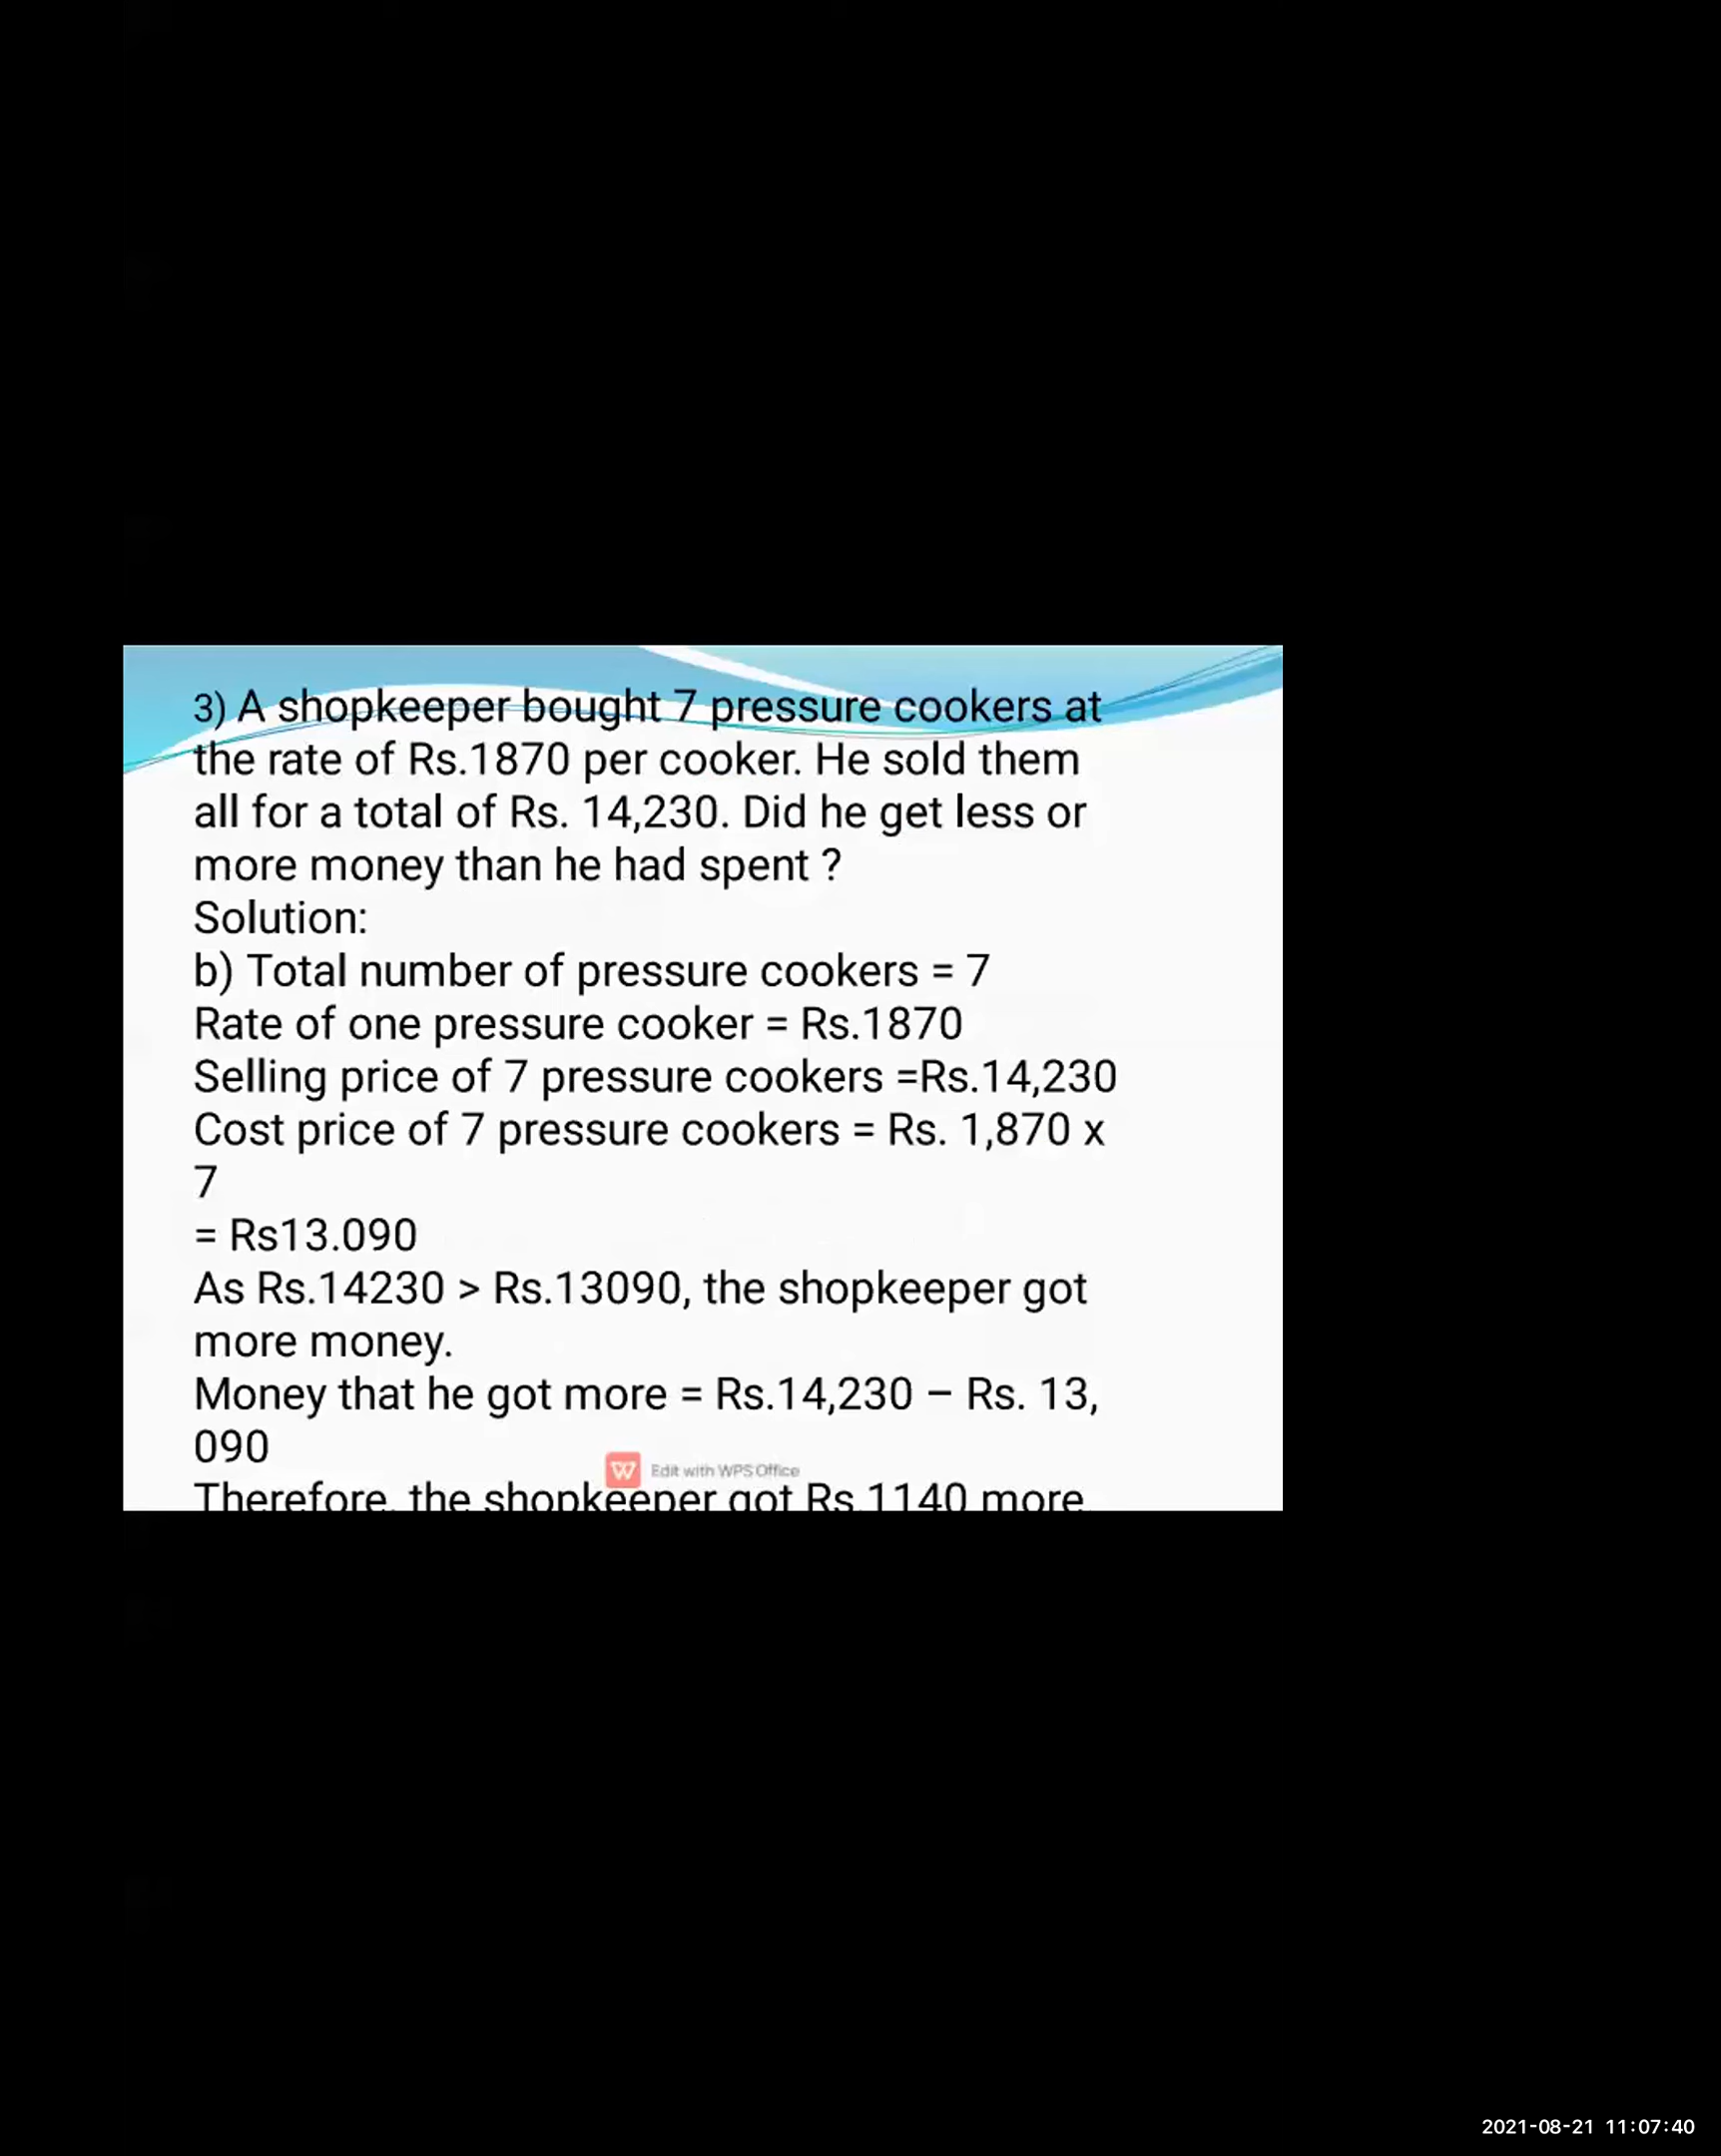 3) A shopkeeper bought 7 pressure cookers at
the rate of Rs.1870 per cooker. He sold them
all for a total of Rs. 14,230. Did he get less or
more money than he had spent ?
Solution:
b) Total number of pressure cookers = 7
Rate of one pressure cooker = Rs.1870
Selling price of 7 pressure cookers =Rs.14,230
Cost price of 7 pressure cookers = Rs. 1,870 x
7
= Rs13.090
As Rs.14230 > Rs.13090, the shopkeeper got
more money.
Money that he got more = Rs.14,230 – Rs. 13,
090
Edit with WPS Office
Therefore, the shopkeeper got Rs.1140 more
2021-08-21 11:07:40